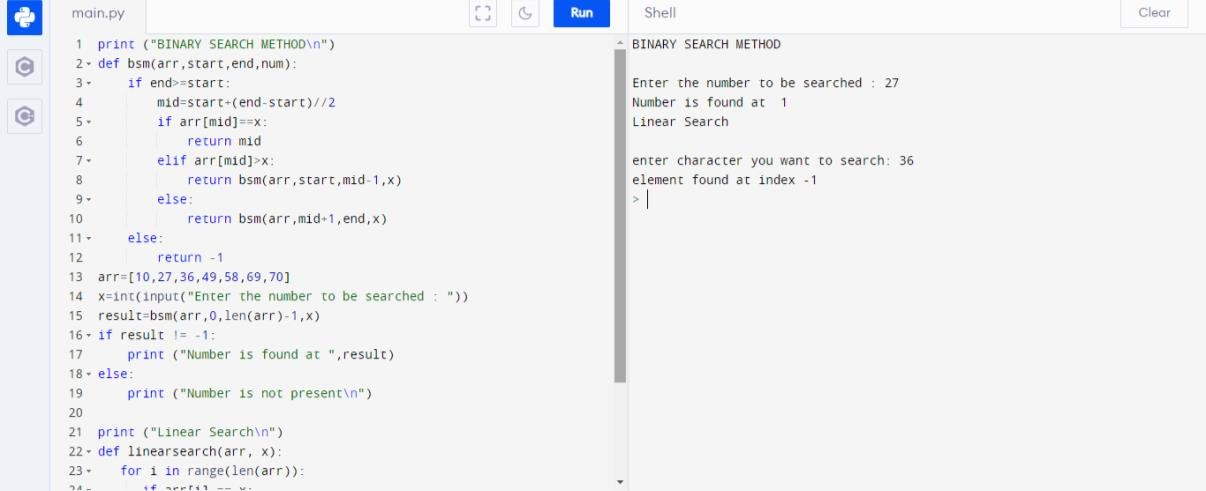 main.py
Run
Shell
Clear
1 print ("BINARY SEARCH METHOD\n")
2 def bsm(arr,start,end,num):
3 if end>=start:
4 mid=start+(end-start)//2
5 if arr[mid]==x:
6 return mid
7 elif arr[mid]>x:
8 return bsm(arr,start,mid-1,x)
9 else:
10 return bsm(arr,mid+1,end,x)
11 else:
12 return -1
13 arr=[10,27,36,49,58,69,70]
14 x=int(input("Enter the number to be searched : "))
15 result=bsm(arr,0,len(arr)-1,x)
16 if result != -1:
17 print ("Number is found at ",result)
18 else:
19 print ("Number is not present\n")
20
21 print ("Linear Search\n")
22 def linearsearch(arr, x):
23 for i in range(len(arr)):
24 if arr[i] == x:
BINARY SEARCH METHOD
Enter the number to be searched : 27
Number is found at  1
Linear Search
enter character you want to search: 36
element found at index -1
>